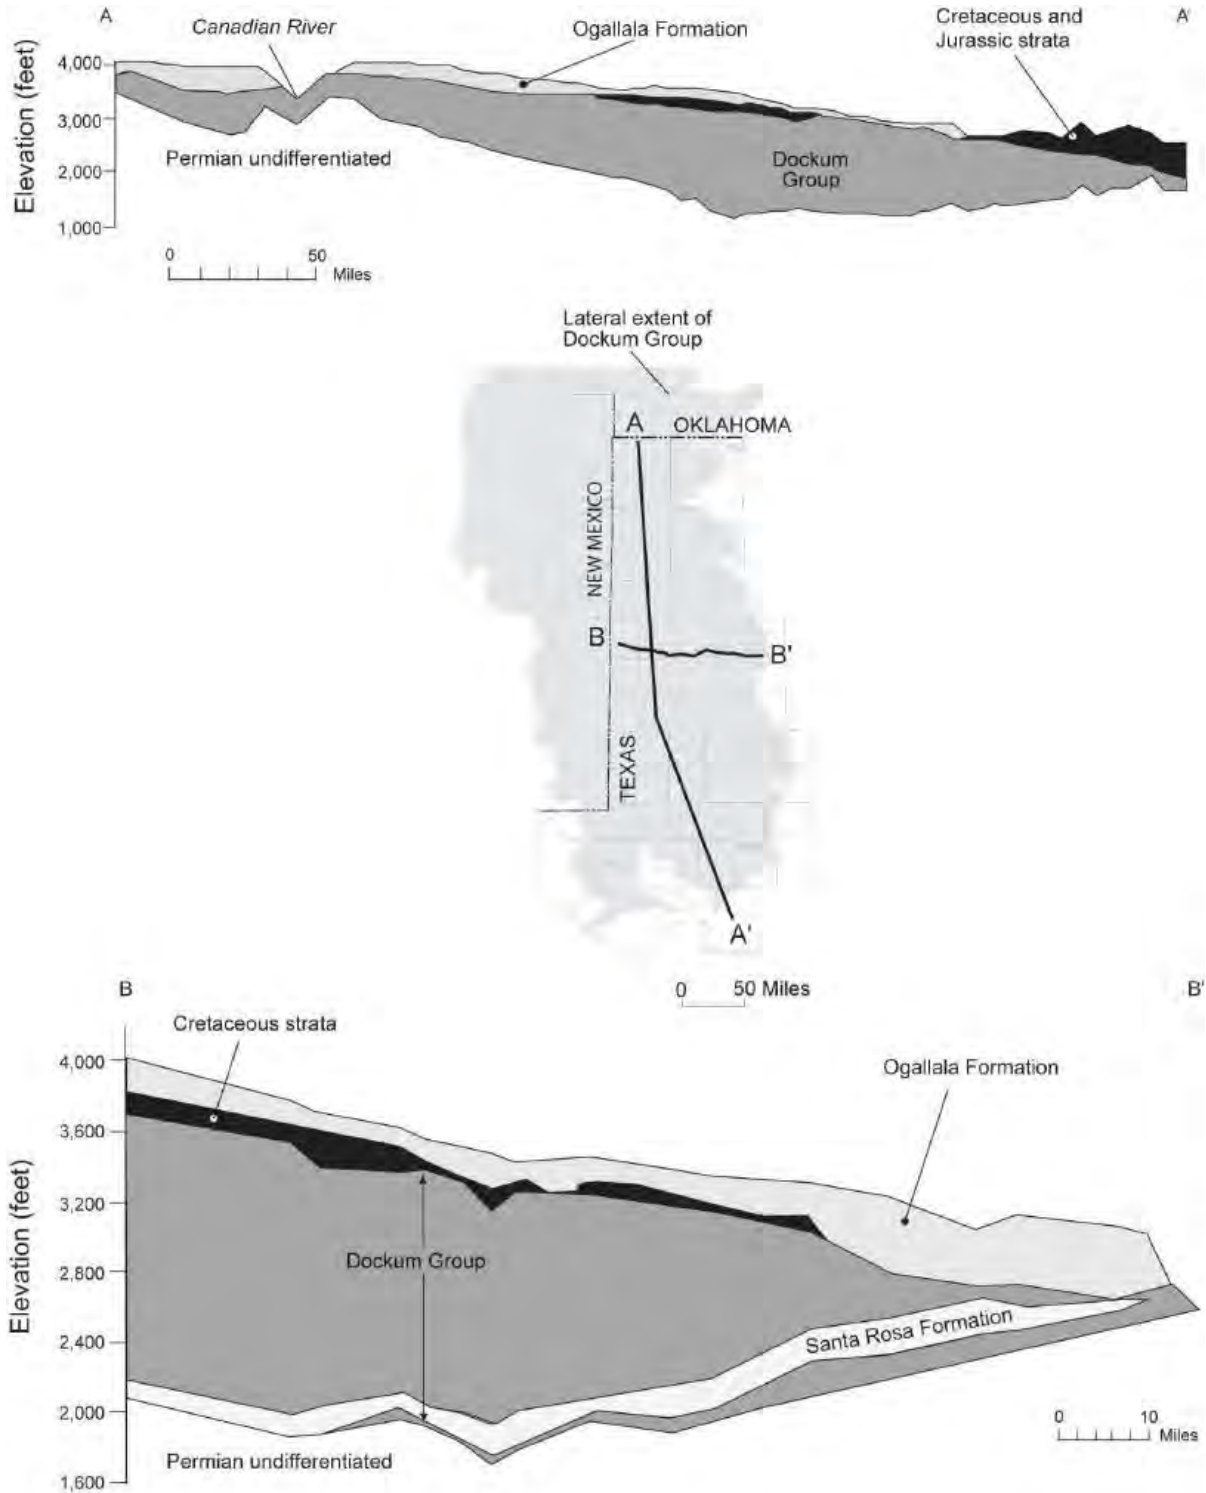 A
Canadian River
Ogallala Formation
Cretaceous and
Jurassic strata
A'
Elevation (feet)
4,000
3,000
2,000
1,000
Permian undifferentiated
Dockum
Group
0
50
Miles
Lateral extent of
Dockum Group
A
OKLAHOMA
NEW MEXICO
B
B'
TEXAS
A'
0
50 Miles
B
B'
Cretaceous strata
Ogallala Formation
Elevation (feet)
4,000
3,600
3,200
2,800
2,400
2,000
1,600
Dockum Group
Santa Rosa Formation
Permian undifferentiated
0
10
Miles